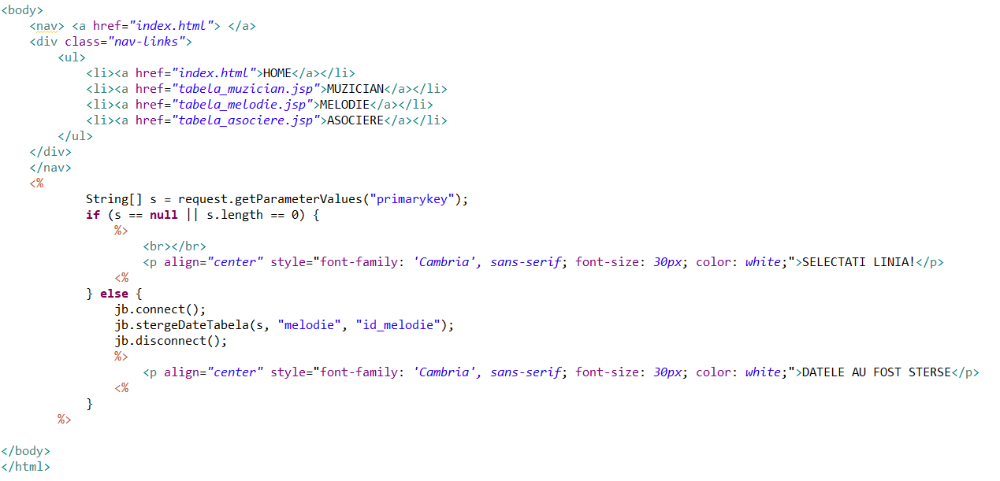 <body>
<nav> <a href="index.html"> </a>
<div class="nav-links">
<ul>
<li><a href="index.html">HOME</a></li>
<li><a href="tabela_muzician.jsp">MUZICIAN</a></li>
<li><a href="tabela_melodie.jsp">MELODIE</a></li>
<li><a href="tabela_asociere.jsp">ASOCIERE</a></li>
</ul>
</div>
</nav>
<%
String[] s = request.getParameterValues("primarykey");
if (s == null || s.length == 0) {
%>
<br></br>
<p align="center" style="font-family: 'Cambria', sans-serif; font-size: 30px; color: white;">SELECTATI LINIA!</p>
<%
} else {
jb.connect();
jb.stergeDateTabela(s, "melodie", "id_melodie");
jb.disconnect();
%>
<p align="center" style="font-family: 'Cambria', sans-serif; font-size: 30px; color: white;">DATELE AU FOST STERSE</p>
<%
}
%>
</body>
</html>